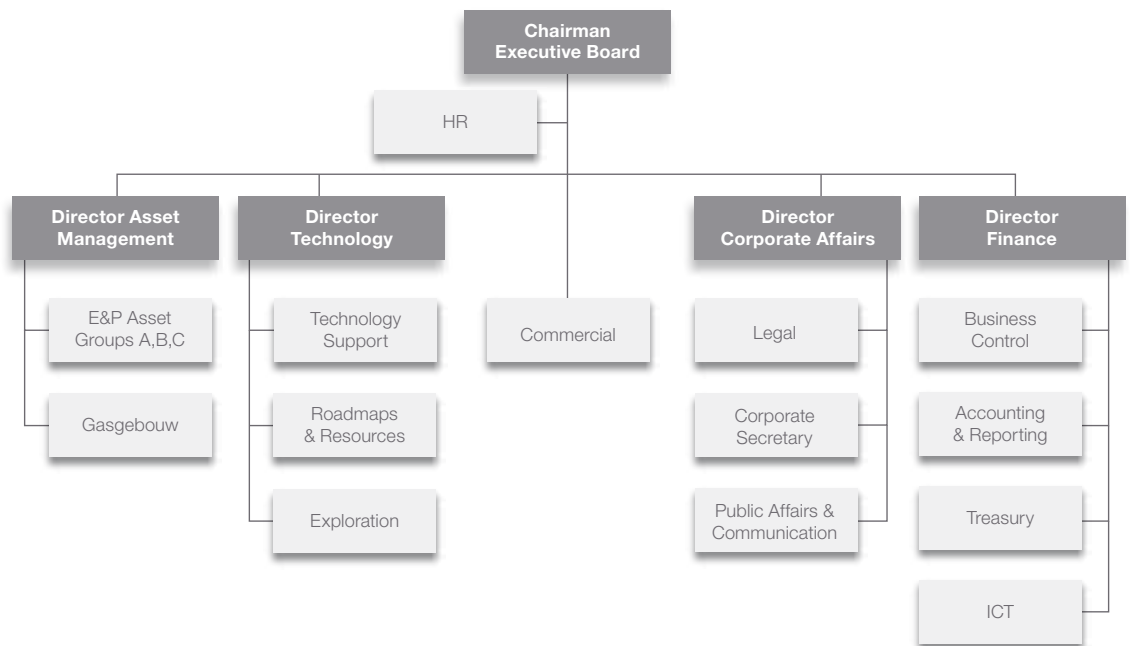 Chairman
Executive Board
HR
Director Asset
Management
Director
Technology
Director
Corporate Affairs
Director
Finance
E&P Asset
Groups A,B,C
Technology
Support
Commercial
Legal
Business
Control
Gasgebouw
Roadmaps
& Resources
Corporate
Secretary
Accounting
& Reporting
Exploration
Public Affairs &
Communication
Treasury
ICT